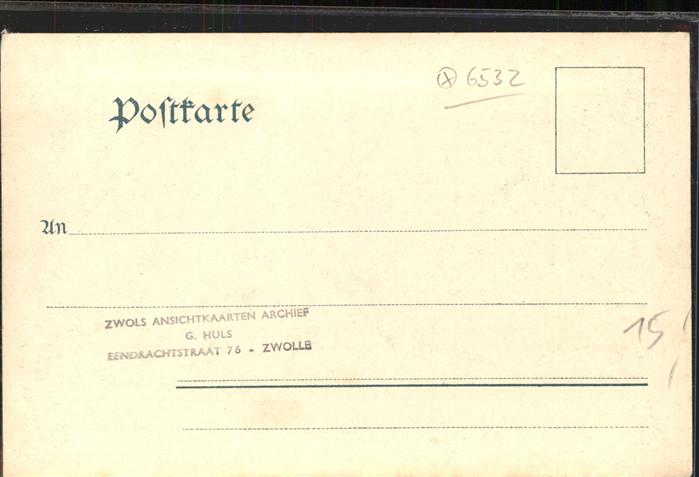 ⓧ 6532
Postkarte
An
ZWOLS ANSICHTKAARTEN ARCHIEF
G. HULS
EENDRACHTSTRAAT 76 - ZWOLLE
15